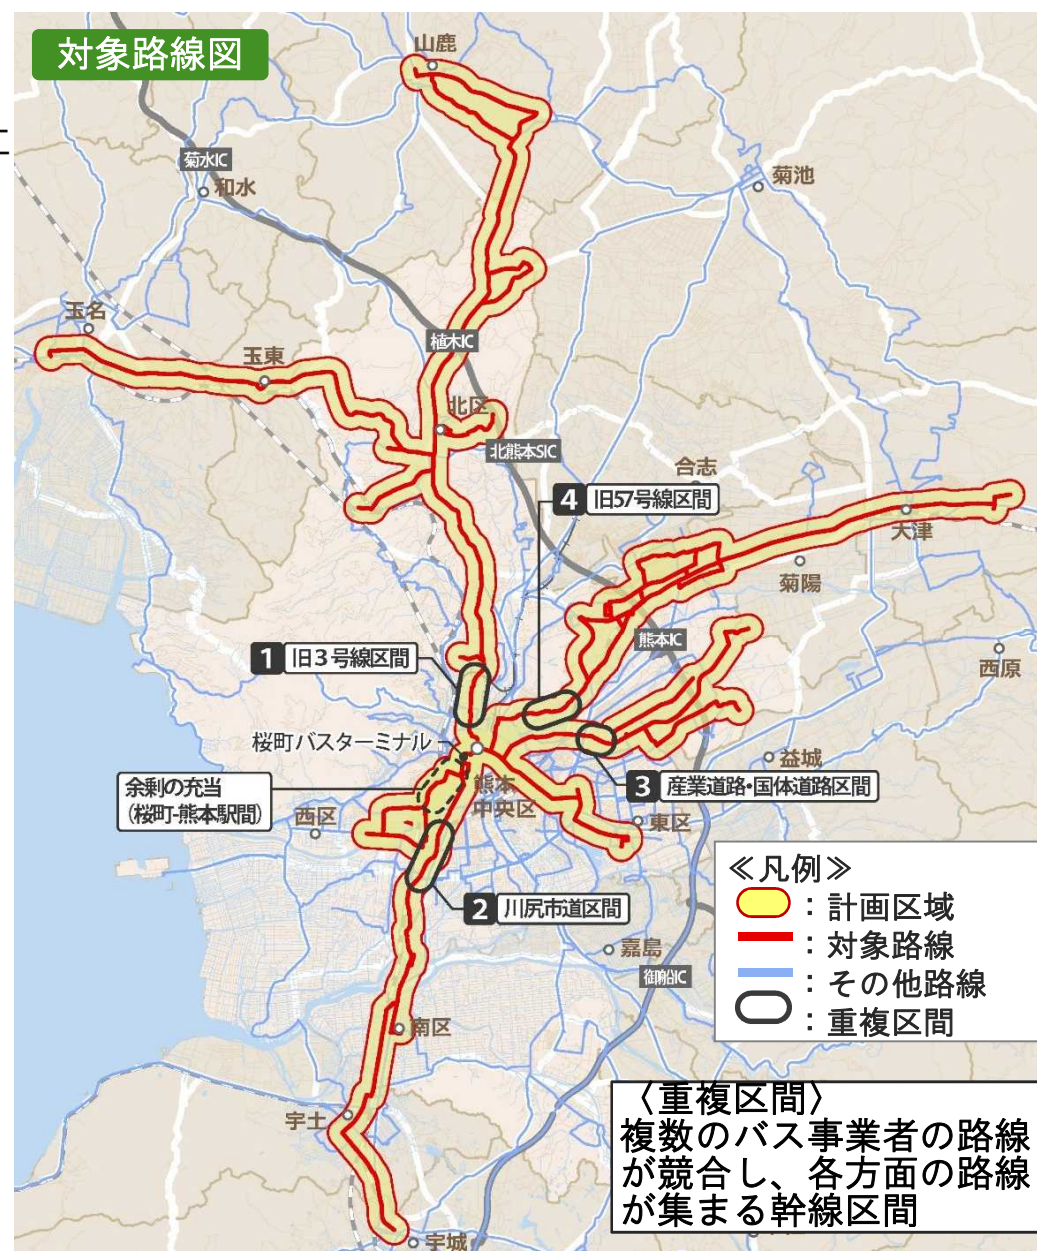 対象路線図
山鹿
菊水IC
和水
菊池
玉名
植木IC
玉東
北区
北熊本SIC
合志
4 旧57号線区間
大津
菊陽
熊本IC
1 旧3号線区間
西原
桜町バスターミナル
益城
余剰の充当
(桜町-熊本駅間)
熊本
中央区
3 産業道路・国体道路区間
西区
東区
2 川尻市道区間
≪凡例≫
：計画区域
：対象路線
：その他路線
：重複区間
嘉島
御船IC
南区
宇土
宇城
〈重複区間〉
複数のバス事業者の路線
が競合し、各方面の路線
が集まる幹線区間